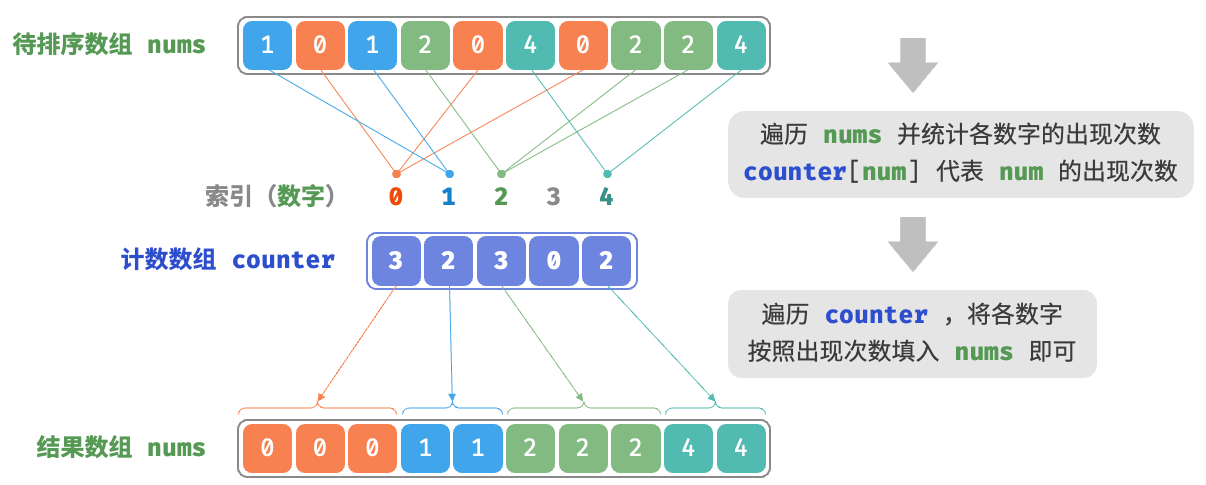 待排序数组 nums
1 0 1 2 0 4 0 2 2 4
遍历 nums 并统计各数字的出现次数
counter[num] 代表 num 的出现次数
索引（数字） 0 1 2 3 4
计数数组 counter 3 2 3 0 2
遍历 counter ，将各数字
按照出现次数填入 nums 即可
结果数组 nums
0 0 0 1 1 2 2 2 4 4